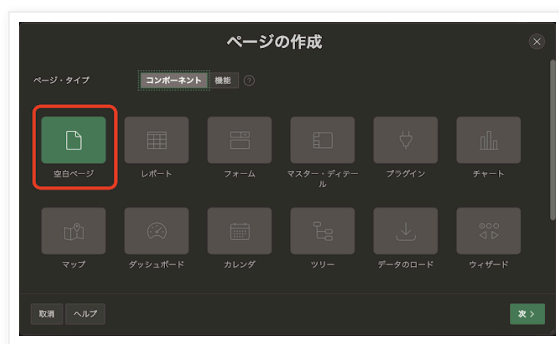 ページの作成
ページ・タイプ
コンポーネント 機能
空白ページ
レポート
フォーム
マスター・ディテー
ル
プラグイン
チャート
マップ
ダッシュボード
カレンダ
ツリー
データのロード
ウィザード
取消 ヘルプ
次